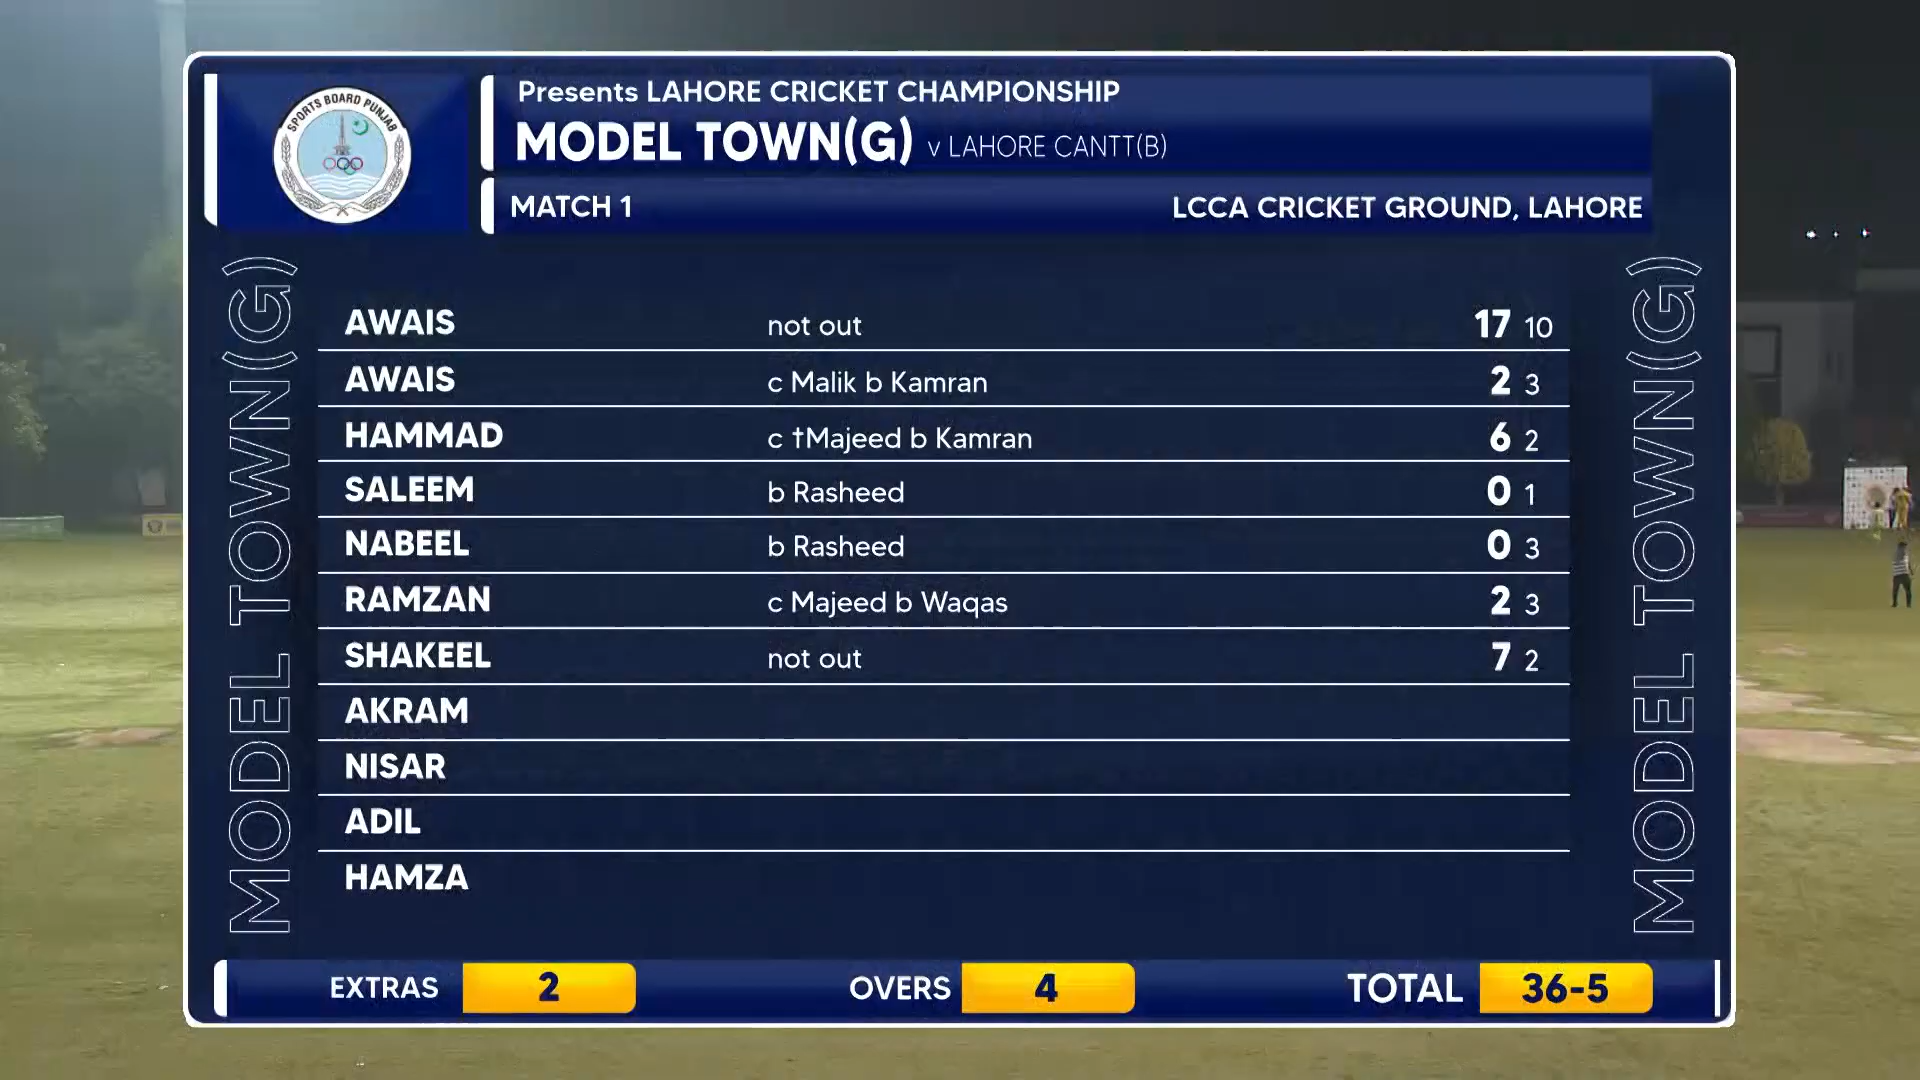 SPORTS BOARD PUNJAB
Presents LAHORE CRICKET CHAMPIONSHIP
MODEL TOWN(G) v LAHORE CANTT(B)
MATCH 1 LCCA CRICKET GROUND, LAHORE
MODEL TOWN(G)
AWAIS not out 17 10
AWAIS c Malik b Kamran 2 3
HAMMAD c †Majeed b Kamran 6 2
SALEEM b Rasheed 0 1
NABEEL b Rasheed 0 3
RAMZAN c Majeed b Waqas 2 3
SHAKEEL not out 7 2
AKRAM
NISAR
ADIL
HAMZA
MODEL TOWN(G)
EXTRAS 2 OVERS 4 TOTAL 36-5